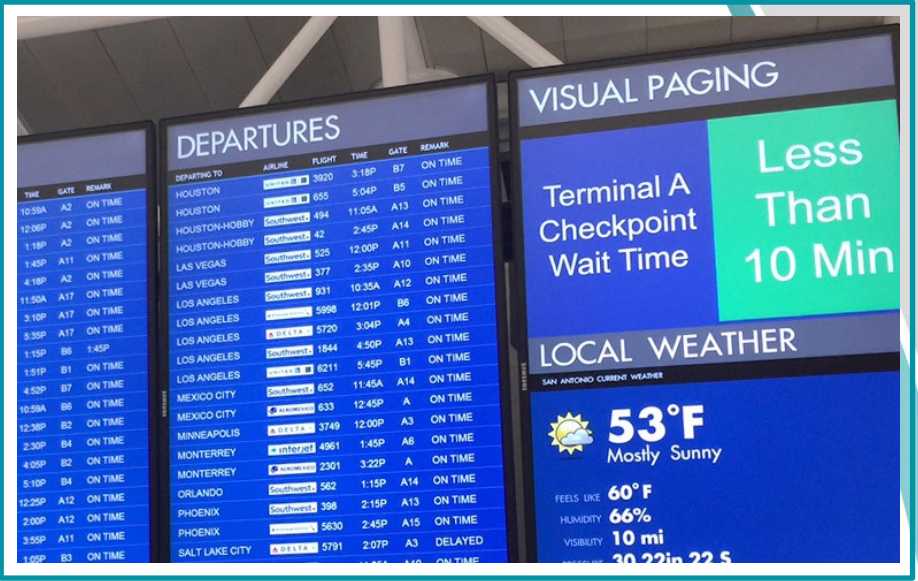 TIME GATE REMARK
10:59A A2 ON TIME
12:06P A2 ON TIME
1:18P A2 ON TIME
1:45P A11 ON TIME
4:18P A2 ON TIME
11:50A A17 ON TIME
3:10P A17 ON TIME
5:35P A17 ON TIME
1:15P B6 1:45P
1:51P B1 ON TIME
4:52P B7 ON TIME
10:59A B6 ON TIME
12:38P B2 ON TIME
2:30P B4 ON TIME
4:05P B2 ON TIME
5:10P B4 ON TIME
12:25P A12 ON TIME
2:00P A12 ON TIME
3:55P A11 ON TIME
1:05P B3 ON TIME
DEPARTURES
DEPARTING TO AIRLINE FLIGHT TIME GATE REMARK
HOUSTON UNITED 3920 3:18P B7 ON TIME
HOUSTON UNITED 655 5:04P B5 ON TIME
HOUSTON-HOBBY Southwest 494 11:05A A13 ON TIME
HOUSTON-HOBBY Southwest 42 2:45P A14 ON TIME
LAS VEGAS Southwest 525 12:00P A11 ON TIME
LAS VEGAS Southwest 377 2:35P A10 ON TIME
LOS ANGELES Southwest 931 10:35A A12 ON TIME
LOS ANGELES 5998 12:01P B6 ON TIME
LOS ANGELES DELTA 5720 3:04P A4 ON TIME
LOS ANGELES Southwest 1844 4:50P A13 ON TIME
LOS ANGELES UNITED 6211 5:45P B1 ON TIME
MEXICO CITY Southwest 652 11:45A A14 ON TIME
MEXICO CITY AEROMEXICO 633 12:45P A ON TIME
MINNEAPOLIS DELTA 3749 12:00P A3 ON TIME
MONTERREY interjet 4961 1:45P A6 ON TIME
MONTERREY AEROMEXICO 2301 3:22P A ON TIME
ORLANDO Southwest 562 1:15P A14 ON TIME
PHOENIX Southwest 398 2:15P A13 ON TIME
PHOENIX 5630 2:45P A15 ON TIME
SALT LAKE CITY DELTA 5791 2:07P A3 DELAYED
ON TIME
SAMSUNG
VISUAL PAGING
Terminal A
Checkpoint
Wait Time
Less
Than
10 Min
LOCAL WEATHER
SAN ANTONIO CURRENT WEATHER
53°F
Mostly Sunny
FEELS LIKE 60°F
HUMIDITY 66%
VISIBILITY 10 mi
PRESSURE 30.22in 22 S
SAMSUNG